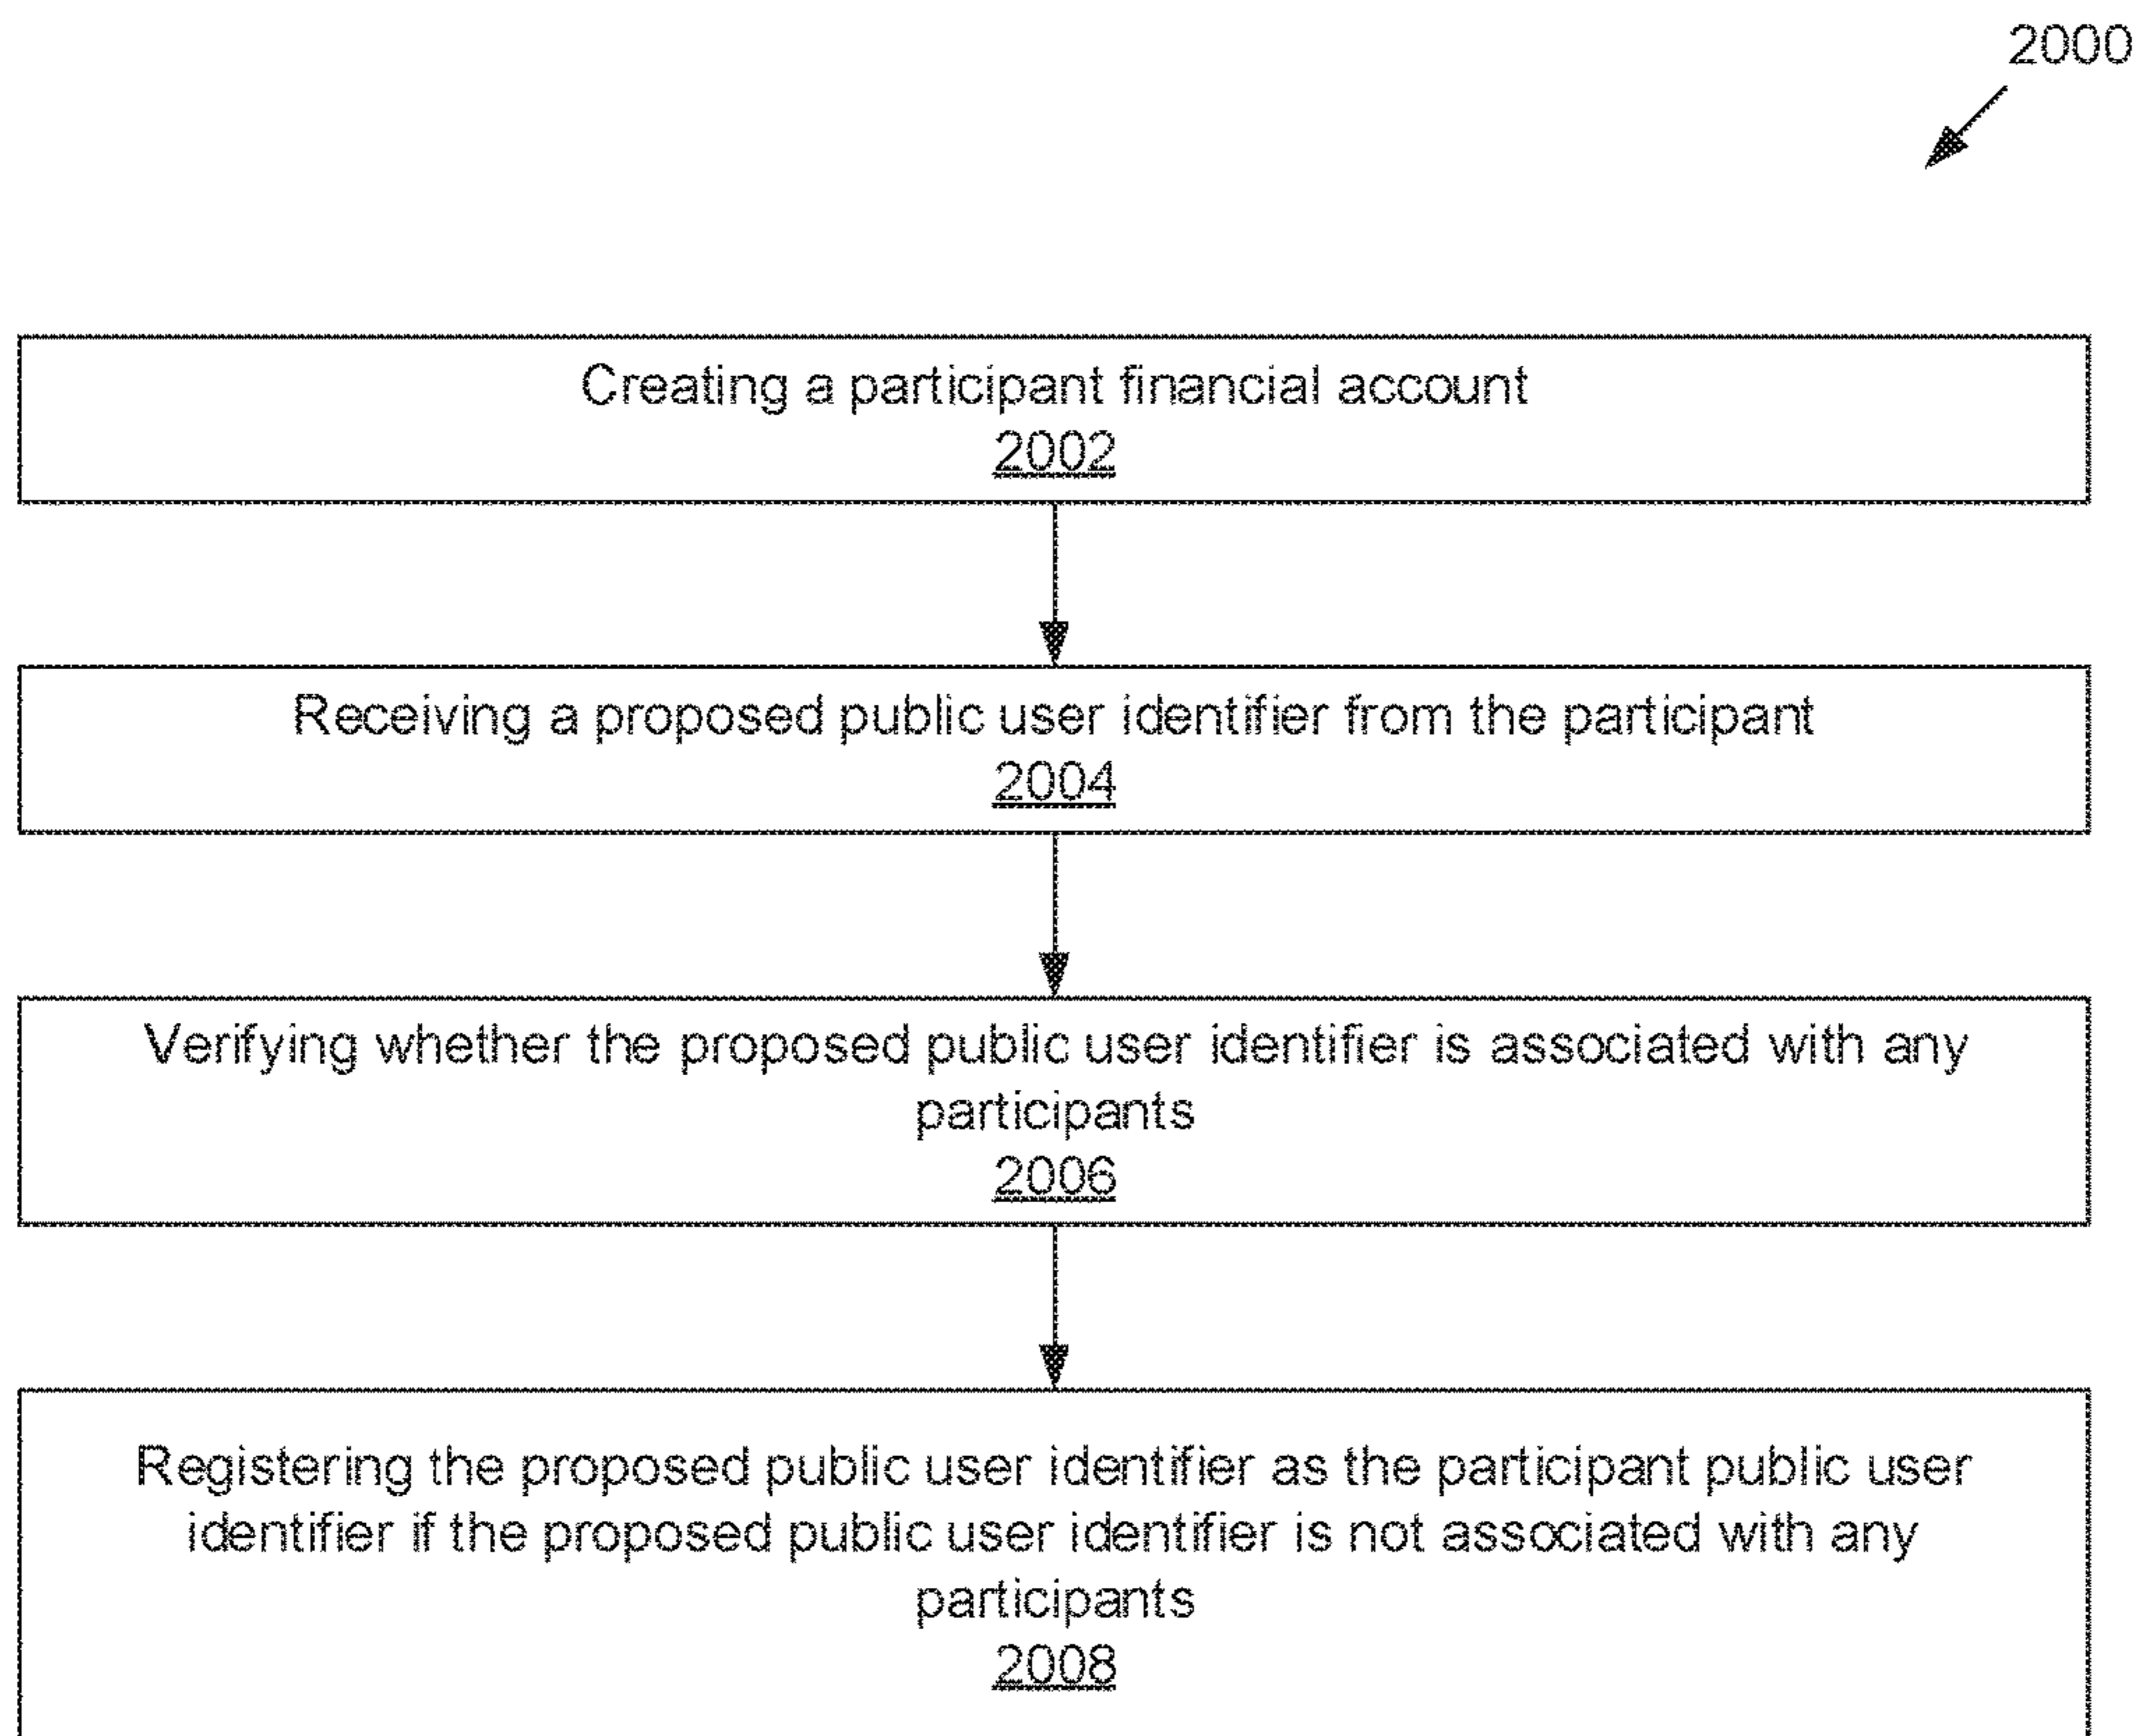 2000
Creating a participant financial account
2002
Receiving a proposed public user identifier from the participant
2004
Verifying whether the proposed public user identifier is associated with any
participants
2006
Registering the proposed public user identifier as the participant public user
identifier if the proposed public user identifier is not associated with any
participants
2008